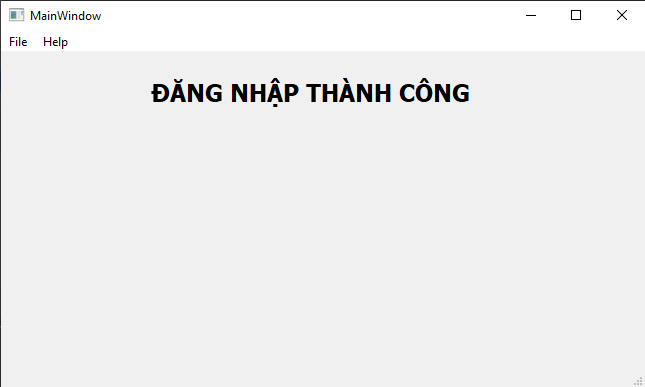 MainWindow
File Help
ĐĂNG NHẬP THÀNH CÔNG